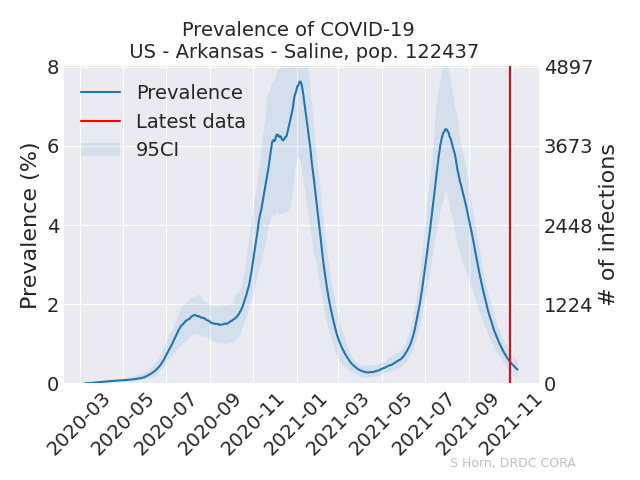 Prevalence of COVID-19
US - Arkansas - Saline, pop. 122437
8
6
4
2
0
4897
3673
2448
1224
0
Prevalence (%)
# of infections
Prevalence
Latest data
95CI
2020-03
2020-05
2020-07
2020-09
2020-11
2021-01
2021-03
2021-05
2021-07
2021-09
2021-11
S Horn, DRDC CORA